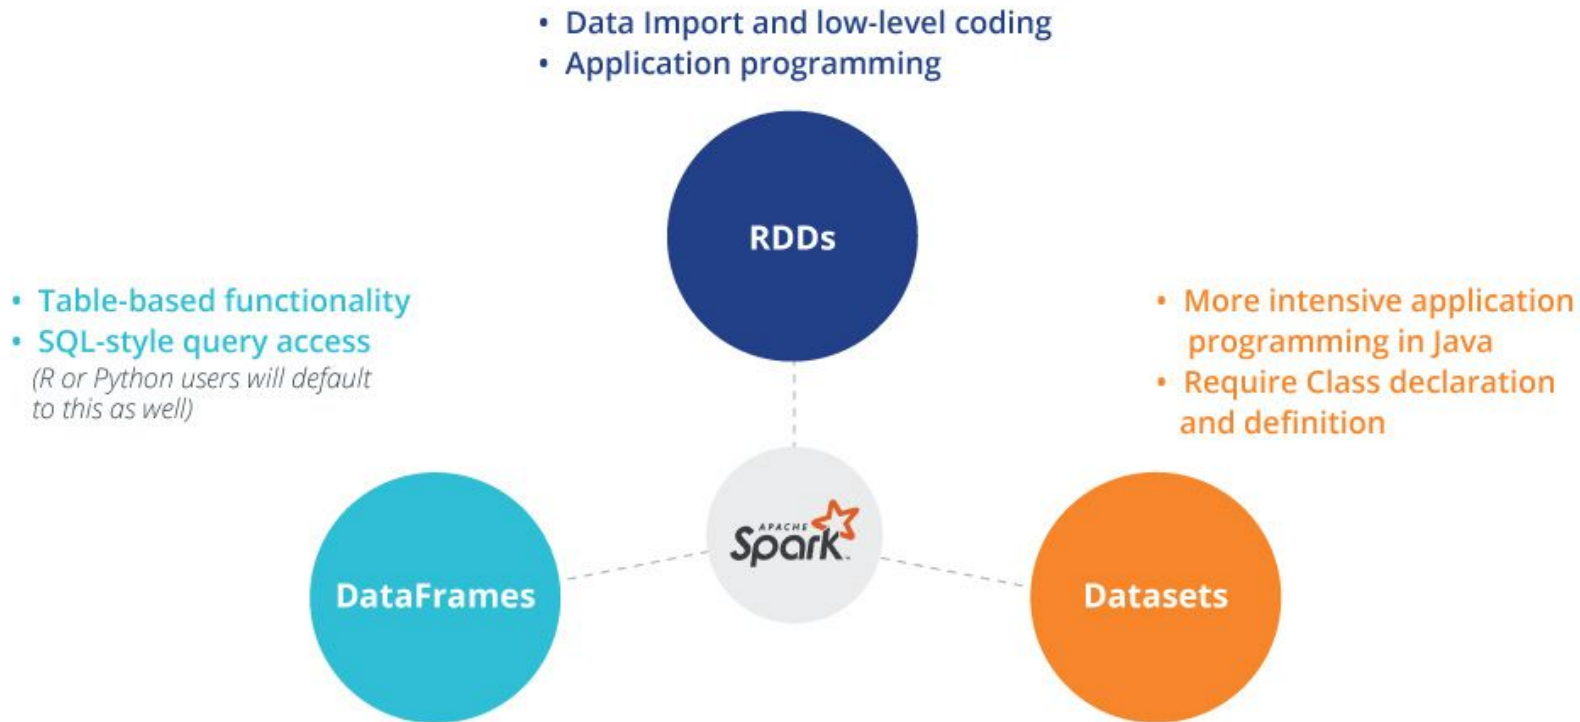 • Data Import and low-level coding
• Application programming
RDDs
• Table-based functionality
• SQL-style query access
(R or Python users will default
to this as well)
• More intensive application
programming in Java
• Require Class declaration
and definition
APACHE
Spark™
DataFrames
Datasets